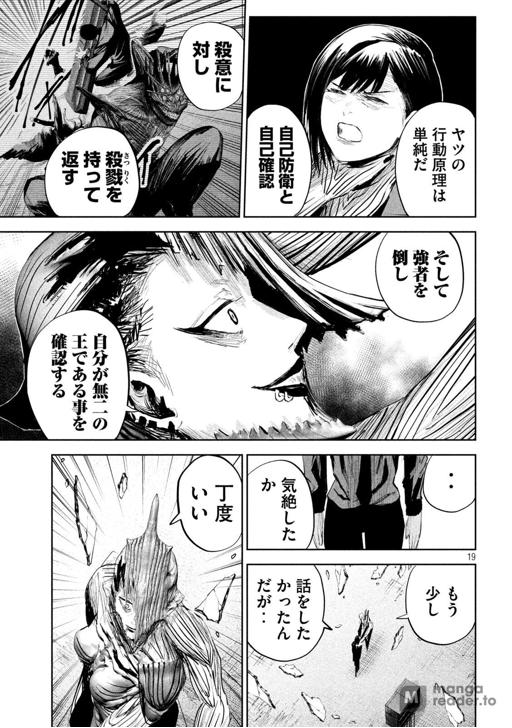 ヤツの
行動原理は
単純だ
自己防衛と
自己確認
殺意に
対し
殺戮を
さつりく
持って
返す
そして
強者を
倒し
自分が無二の
王である事を
確認する
・・
気絶した
か
19
もう
少し
話をした
かったん
だが・・
丁度
いい
Manga
reader.to